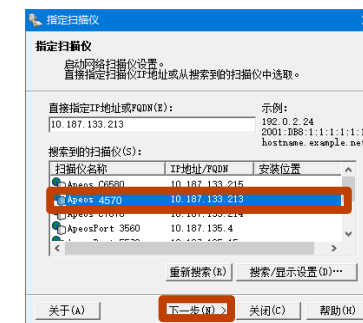 指定扫描仪
指定扫描仪
启动网络扫描仪设置。
直接指定扫描仪IP地址或从搜索到的扫描仪中选取。
直接指定IP地址或FQDN(E):
10.187.133.213
示例:
192.0.2.24
2001:DB8:1:1:1:1:
hostname.example.ne
搜索到的扫描仪(S):
扫描仪名称 IP地址/FQDN 安装位置
Apeos C6580 10.187.133.215
Apeos 4570 10.187.133.213
10.187.133.214
ApeosPort 3560 10.187.135.4
重新搜索(R) 搜索/显示设置(D)...
关于(A) 下一步(N) > 关闭(C) 帮助(H)